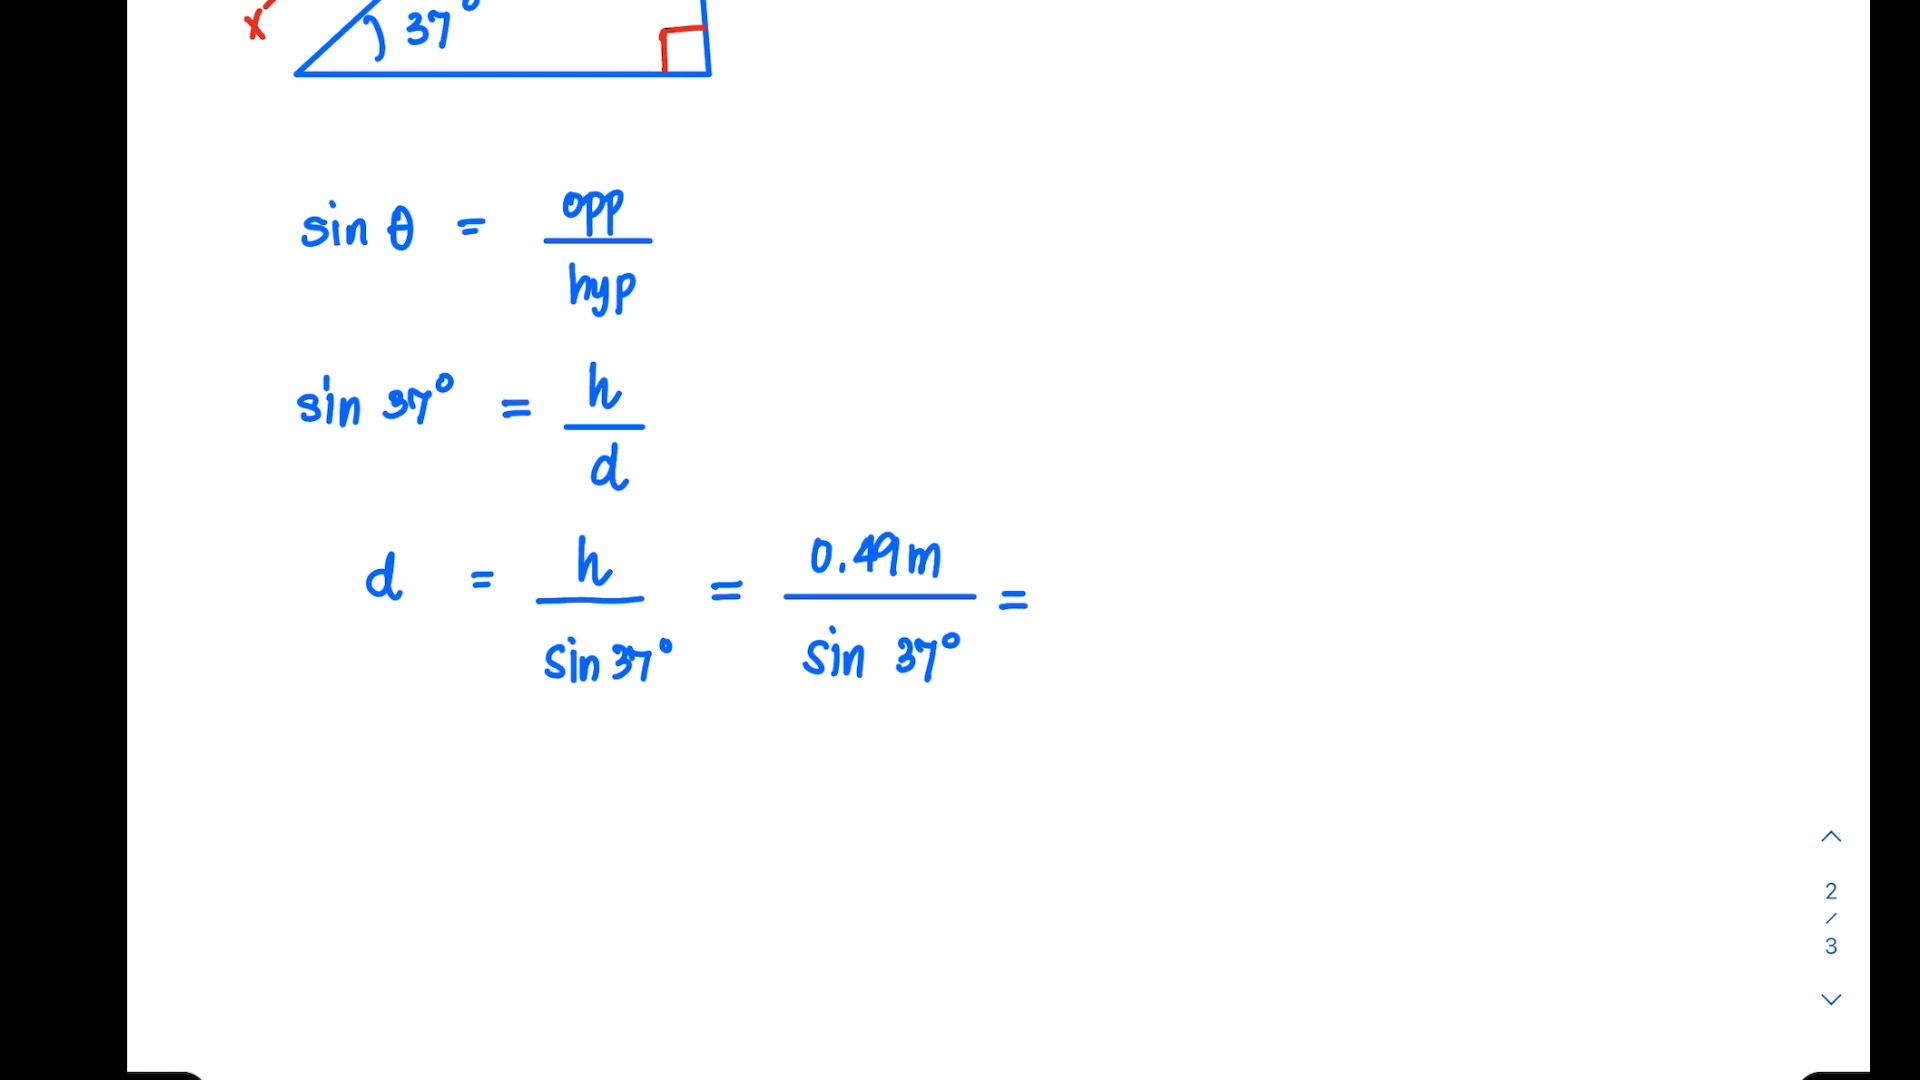 x 37°
sin θ = opp / hyp
sin 37° = h / d
d = h / sin 37° = 0.49m / sin 37° =
2
/
3